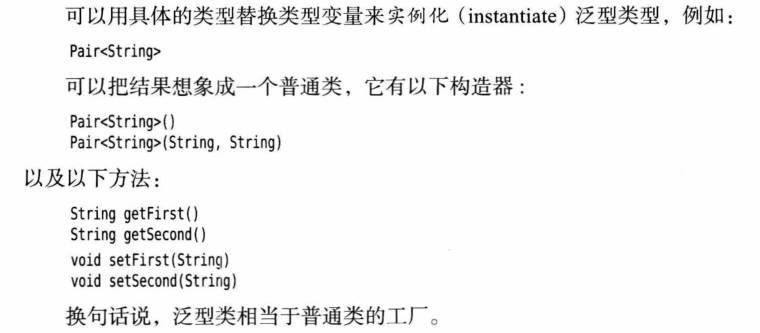 可以用具体的类型替换类型变量来实例化（instantiate）泛型类型，例如：
Pair<String>
可以把结果想象成一个普通类，它有以下构造器：
Pair<String>()
Pair<String>(String, String)
以及以下方法：
String getFirst()
String getSecond()
void setFirst(String)
void setSecond(String)
换句话说，泛型类相当于普通类的工厂。